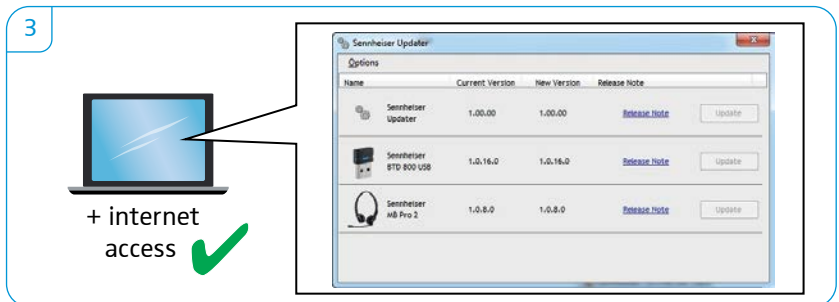 3
Sennheiser Updater
Options
Name Current Version New Version Release Note
Sennheiser
Updater 1.00.00 1.00.00 Release Note Update
Sennheiser
BTD 800 USB 1.0.16.0 1.0.16.0 Release Note Update
Sennheiser
MB Pro 2 1.0.8.0 1.0.8.0 Release Note Update
+ internet
access